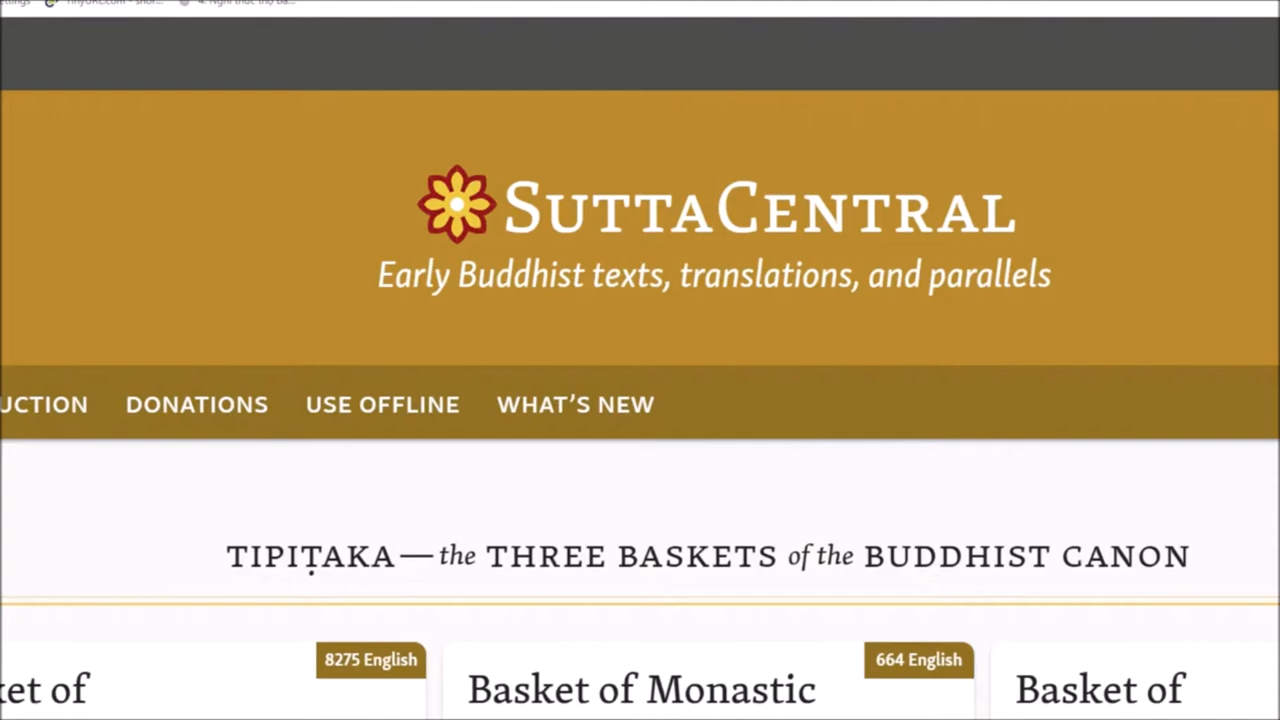 SUTTACENTRAL
Early Buddhist texts, translations, and parallels
UCTION DONATIONS USE OFFLINE WHAT’S NEW
TIPIṬAKA — the THREE BASKETS of the BUDDHIST CANON
8275 English 664 English
ket of Basket of Monastic Basket of